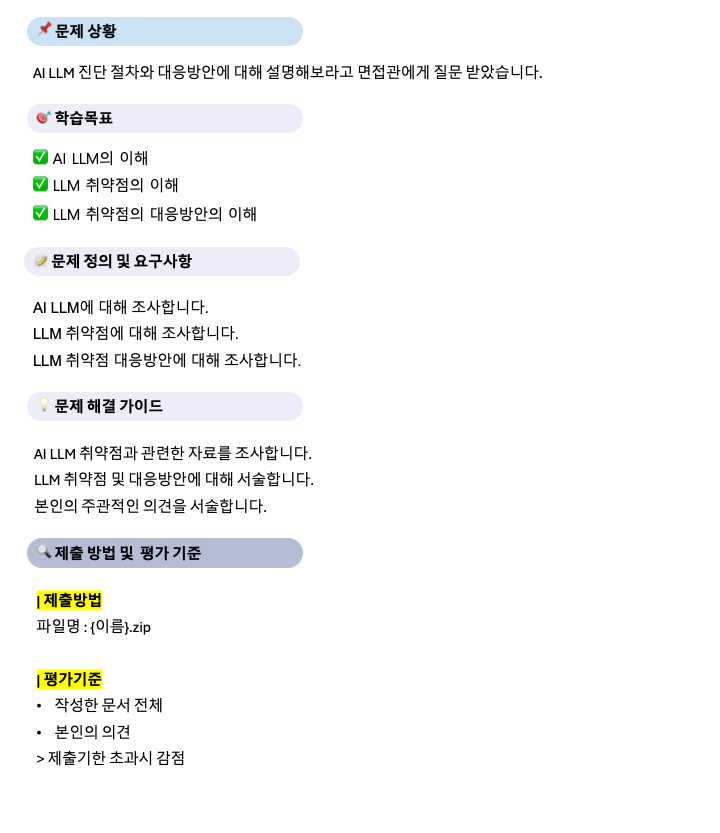 📌 문제 상황
AI LLM 진단 절차와 대응방안에 대해 설명해보라고 면접관에게 질문 받았습니다.
🎯 학습목표
✅ AI LLM의 이해
✅ LLM 취약점의 이해
✅ LLM 취약점의 대응방안의 이해
📝 문제 정의 및 요구사항
AI LLM에 대해 조사합니다.
LLM 취약점에 대해 조사합니다.
LLM 취약점 대응방안에 대해 조사합니다.
💡 문제 해결 가이드
AI LLM 취약점과 관련한 자료를 조사합니다.
LLM 취약점 및 대응방안에 대해 서술합니다.
본인의 주관적인 의견을 서술합니다.
🔍 제출 방법 및 평가 기준
| 제출방법
파일명 : {이름}.zip
| 평가기준
• 작성한 문서 전체
• 본인의 의견
> 제출기한 초과시 감점